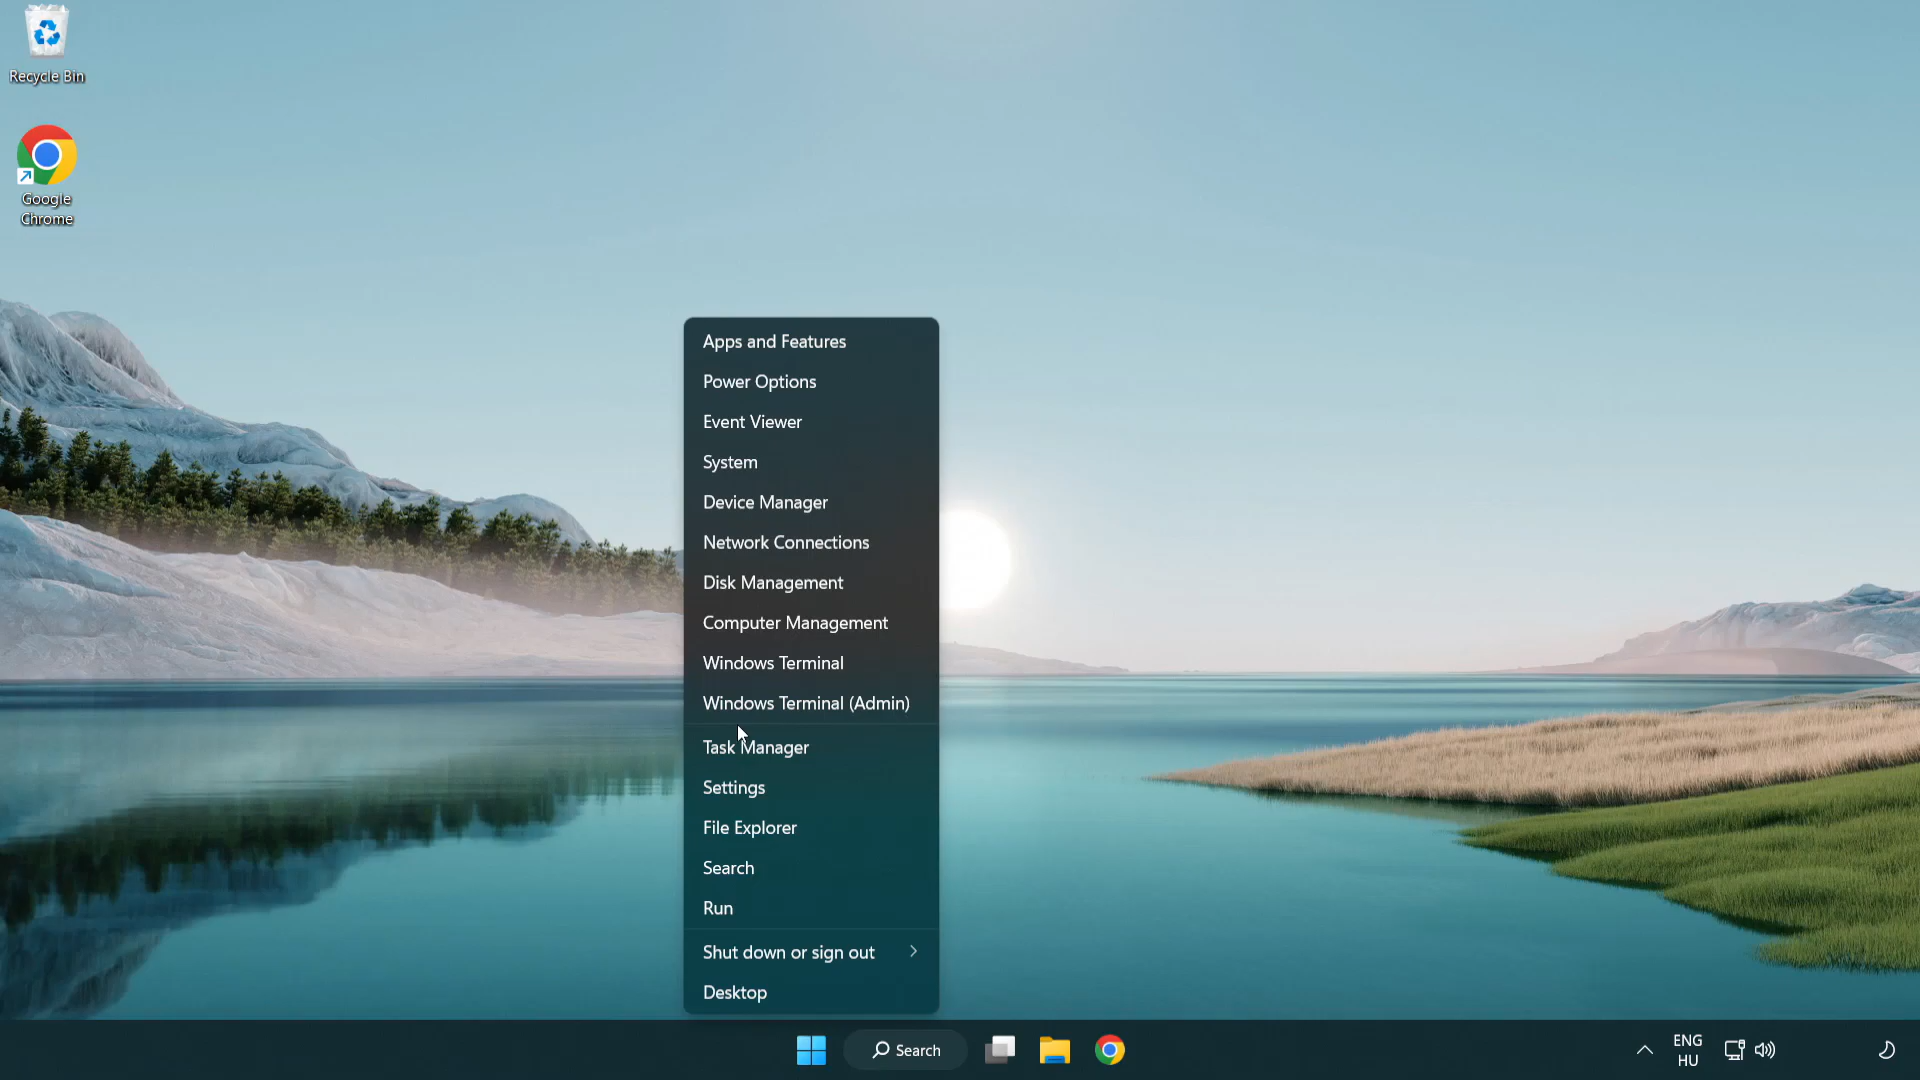 Recycle Bin
Google
Chrome
Apps and Features
Power Options
Event Viewer
System
Device Manager
Network Connections
Disk Management
Computer Management
Windows Terminal
Windows Terminal (Admin)
Task Manager
Settings
File Explorer
Search
Run
Shut down or sign out
Desktop
Search
ENG
HU